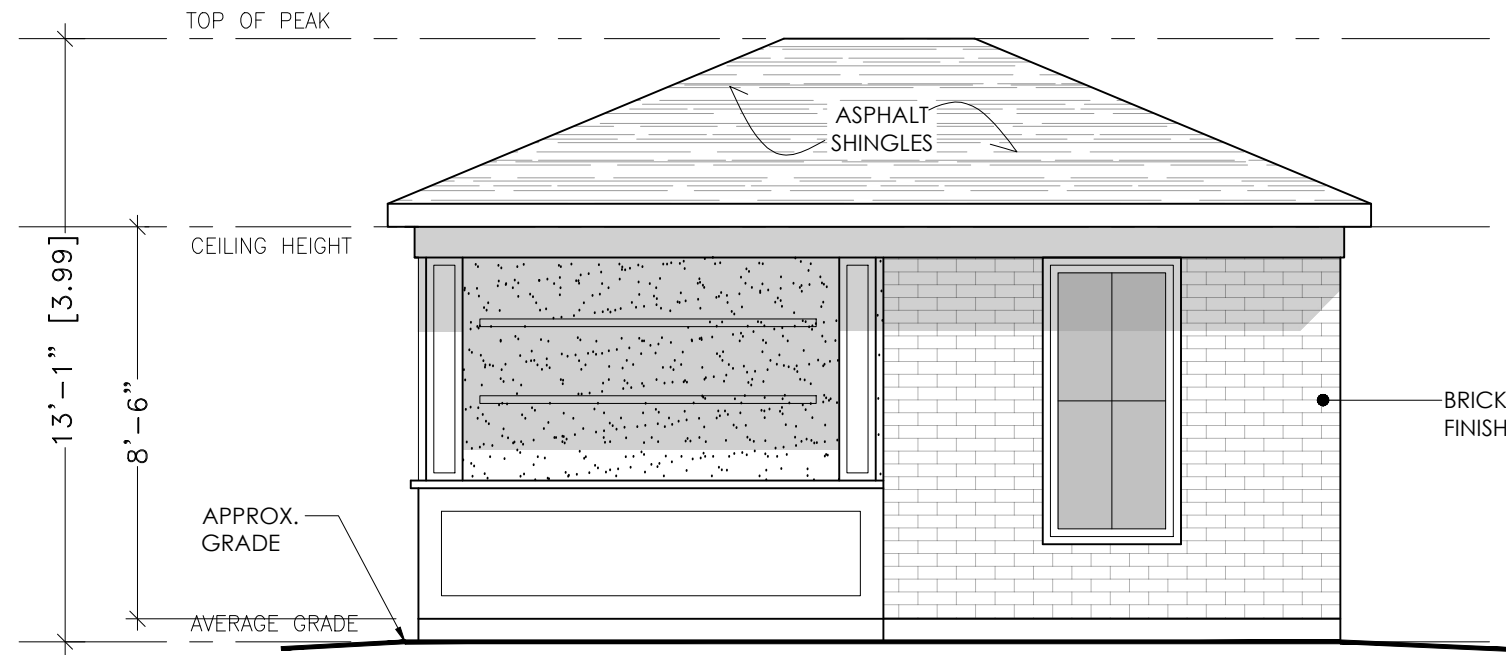 TOP OF PEAK
ASPHALT
SHINGLES
CEILING HEIGHT
13’-1” [3.99]
8’-6”
BRICK
FINISH
APPROX.
GRADE
AVERAGE GRADE